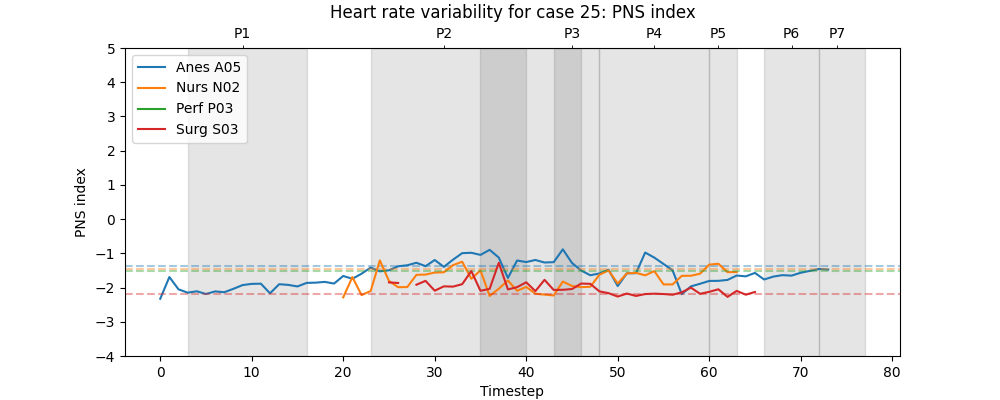 Heart rate variability for case 25: PNS index
P1 P2 P3 P4 P5 P6 P7
5
4
3
2
1
0
−1
−2
−3
−4
PNS index
Anes A05
Nurs N02
Perf P03
Surg S03
0 10 20 30 40 50 60 70 80
Timestep